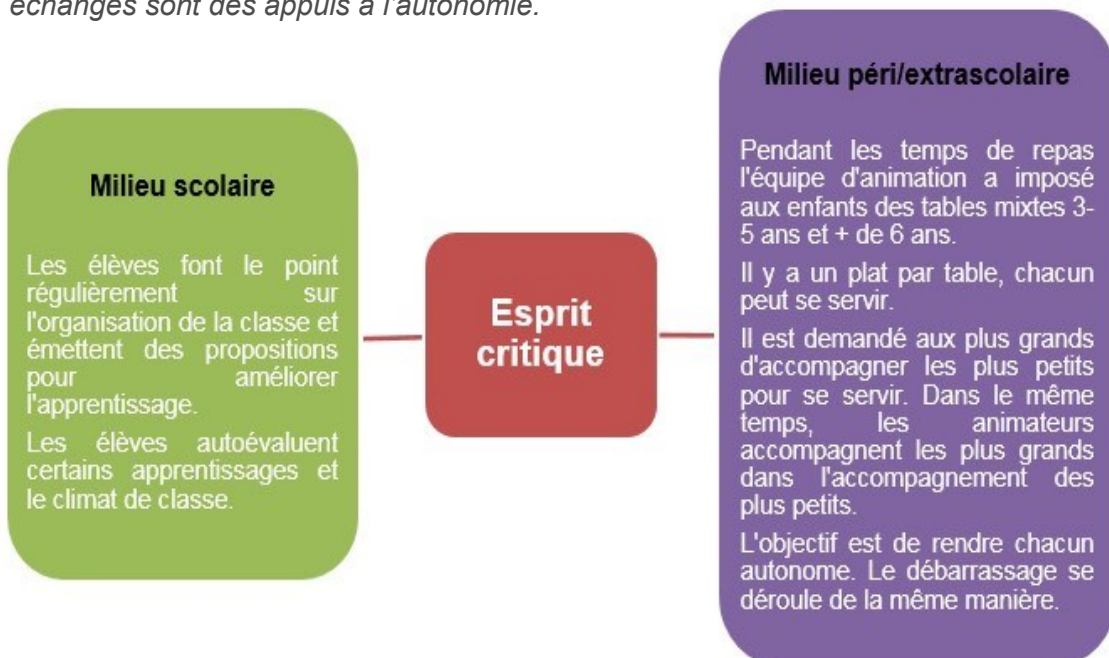 échanges sont des appuis à l'autonomie.
Milieu scolaire
Les élèves font le point
régulièrement sur
l'organisation de la classe et
émettent des propositions
pour améliorer
l'apprentissage.
Les élèves autoévaluent
certains apprentissages et
le climat de classe.
Esprit
critique
Milieu péri/extrascolaire
Pendant les temps de repas
l'équipe d'animation a imposé
aux enfants des tables mixtes 3-
5 ans et + de 6 ans.
Il y a un plat par table, chacun
peut se servir.
Il est demandé aux plus grands
d'accompagner les plus petits
pour se servir. Dans le même
temps, les animateurs
accompagnent les plus grands
dans l'accompagnement des
plus petits.
L'objectif est de rendre chacun
autonome. Le débarrassage se
déroule de la même manière.